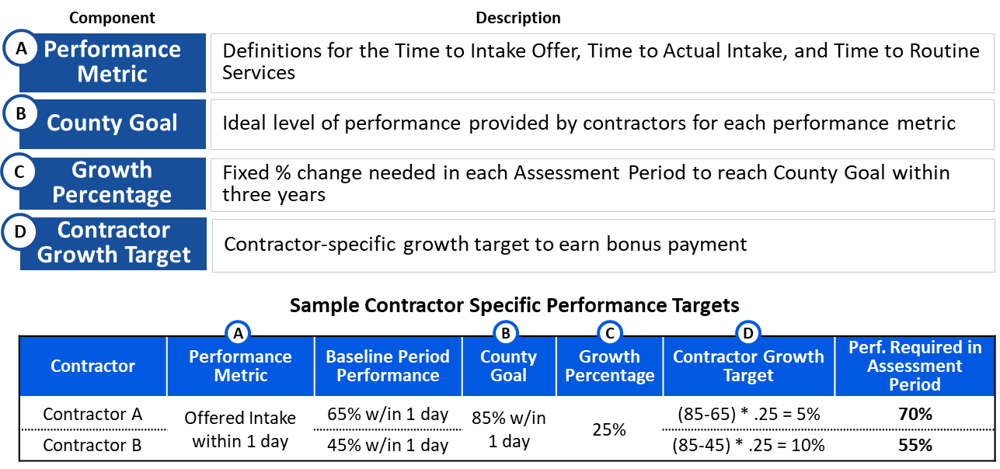 Component
Description
A
Performance
Metric
Definitions for the Time to Intake Offer, Time to Actual Intake, and Time to Routine
Services
B
County Goal
Ideal level of performance provided by contractors for each performance metric
C
Growth
Percentage
Fixed % change needed in each Assessment Period to reach County Goal within
three years
D
Contractor
Growth Target
Contractor-specific growth target to earn bonus payment
Sample Contractor Specific Performance Targets
A
B
C
D
Contractor
Performance
Metric
Baseline Period
Performance
County
Goal
Growth
Percentage
Contractor Growth
Target
Perf. Required in
Assessment
Period
Contractor A
Offered Intake
within 1 day
65% w/in 1 day
85% w/in
1 day
25%
(85-65) * .25 = 5%
70%
Contractor B
45% w/in 1 day
(85-45) * .25 = 10%
55%